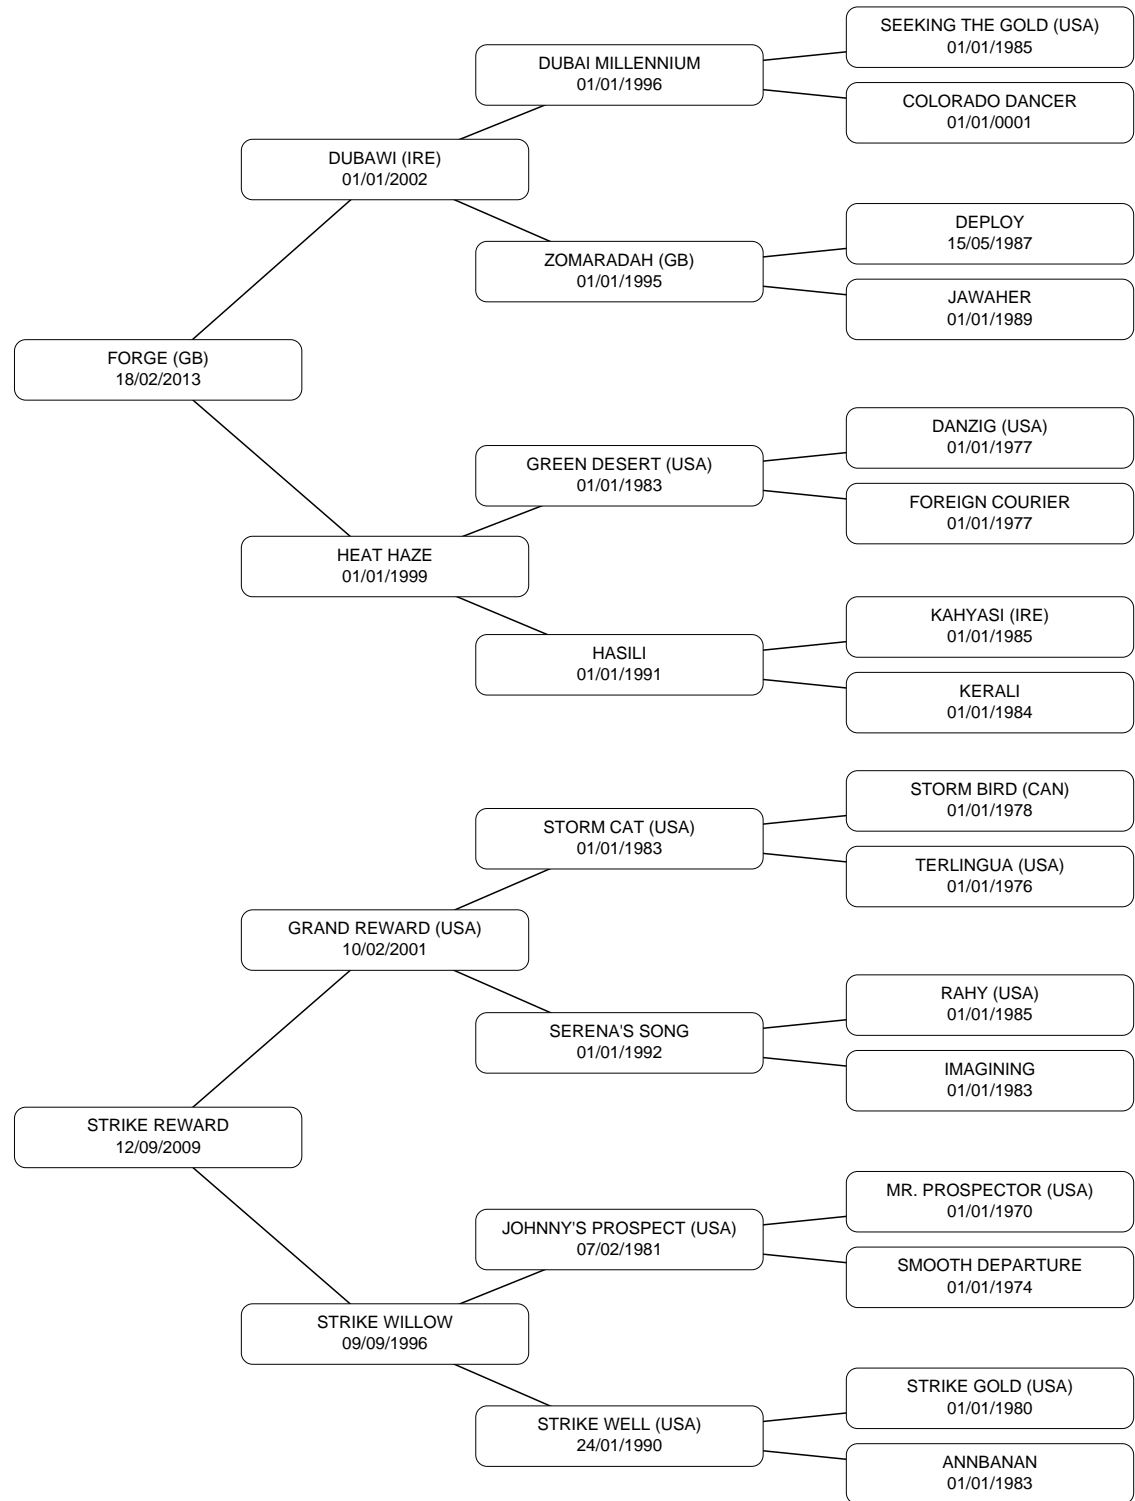 SEEKING THE GOLD (USA)
01/01/1985
DUBAI MILLENNIUM
01/01/1996
COLORADO DANCER
01/01/0001
DUBAWI (IRE)
01/01/2002
DEPLOY
15/05/1987
ZOMARADAH (GB)
01/01/1995
JAWAHER
01/01/1989
FORGE (GB)
18/02/2013
DANZIG (USA)
01/01/1977
GREEN DESERT (USA)
01/01/1983
FOREIGN COURIER
01/01/1977
HEAT HAZE
01/01/1999
KAHYASI (IRE)
01/01/1985
HASILI
01/01/1991
KERALI
01/01/1984
STORM BIRD (CAN)
01/01/1978
STORM CAT (USA)
01/01/1983
TERLINGUA (USA)
01/01/1976
GRAND REWARD (USA)
10/02/2001
RAHY (USA)
01/01/1985
SERENA'S SONG
01/01/1992
IMAGINING
01/01/1983
STRIKE REWARD
12/09/2009
MR. PROSPECTOR (USA)
01/01/1970
JOHNNY'S PROSPECT (USA)
07/02/1981
SMOOTH DEPARTURE
01/01/1974
STRIKE WILLOW
09/09/1996
STRIKE GOLD (USA)
01/01/1980
STRIKE WELL (USA)
24/01/1990
ANNBANAN
01/01/1983